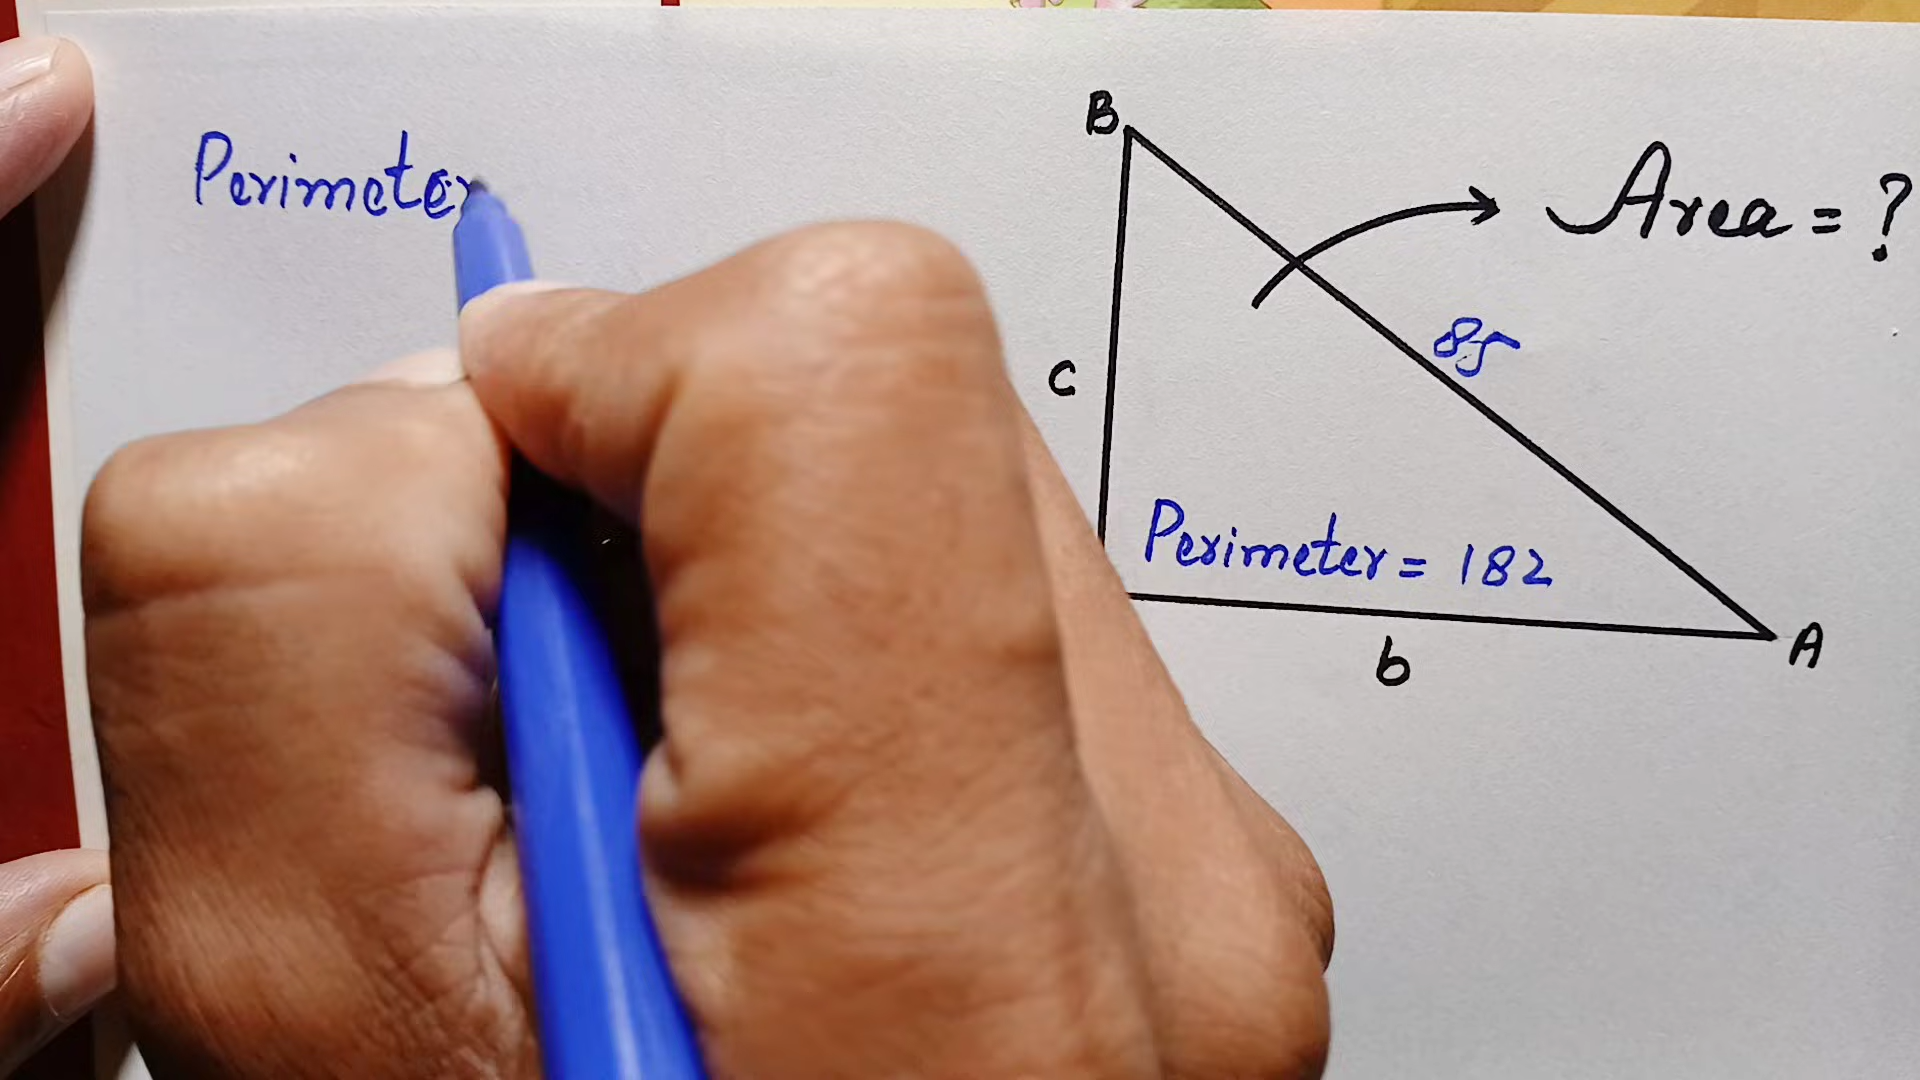 Perimeter
B
Area = ?
85
c
Perimeter = 182
b
A